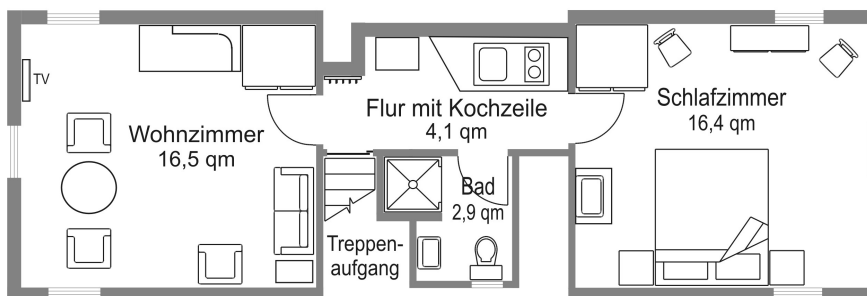 TV
Wohnzimmer
16,5 qm
Flur mit Kochzeile
4,1 qm
Schlafzimmer
16,4 qm
Bad
2,9 qm
Treppen-
aufgang